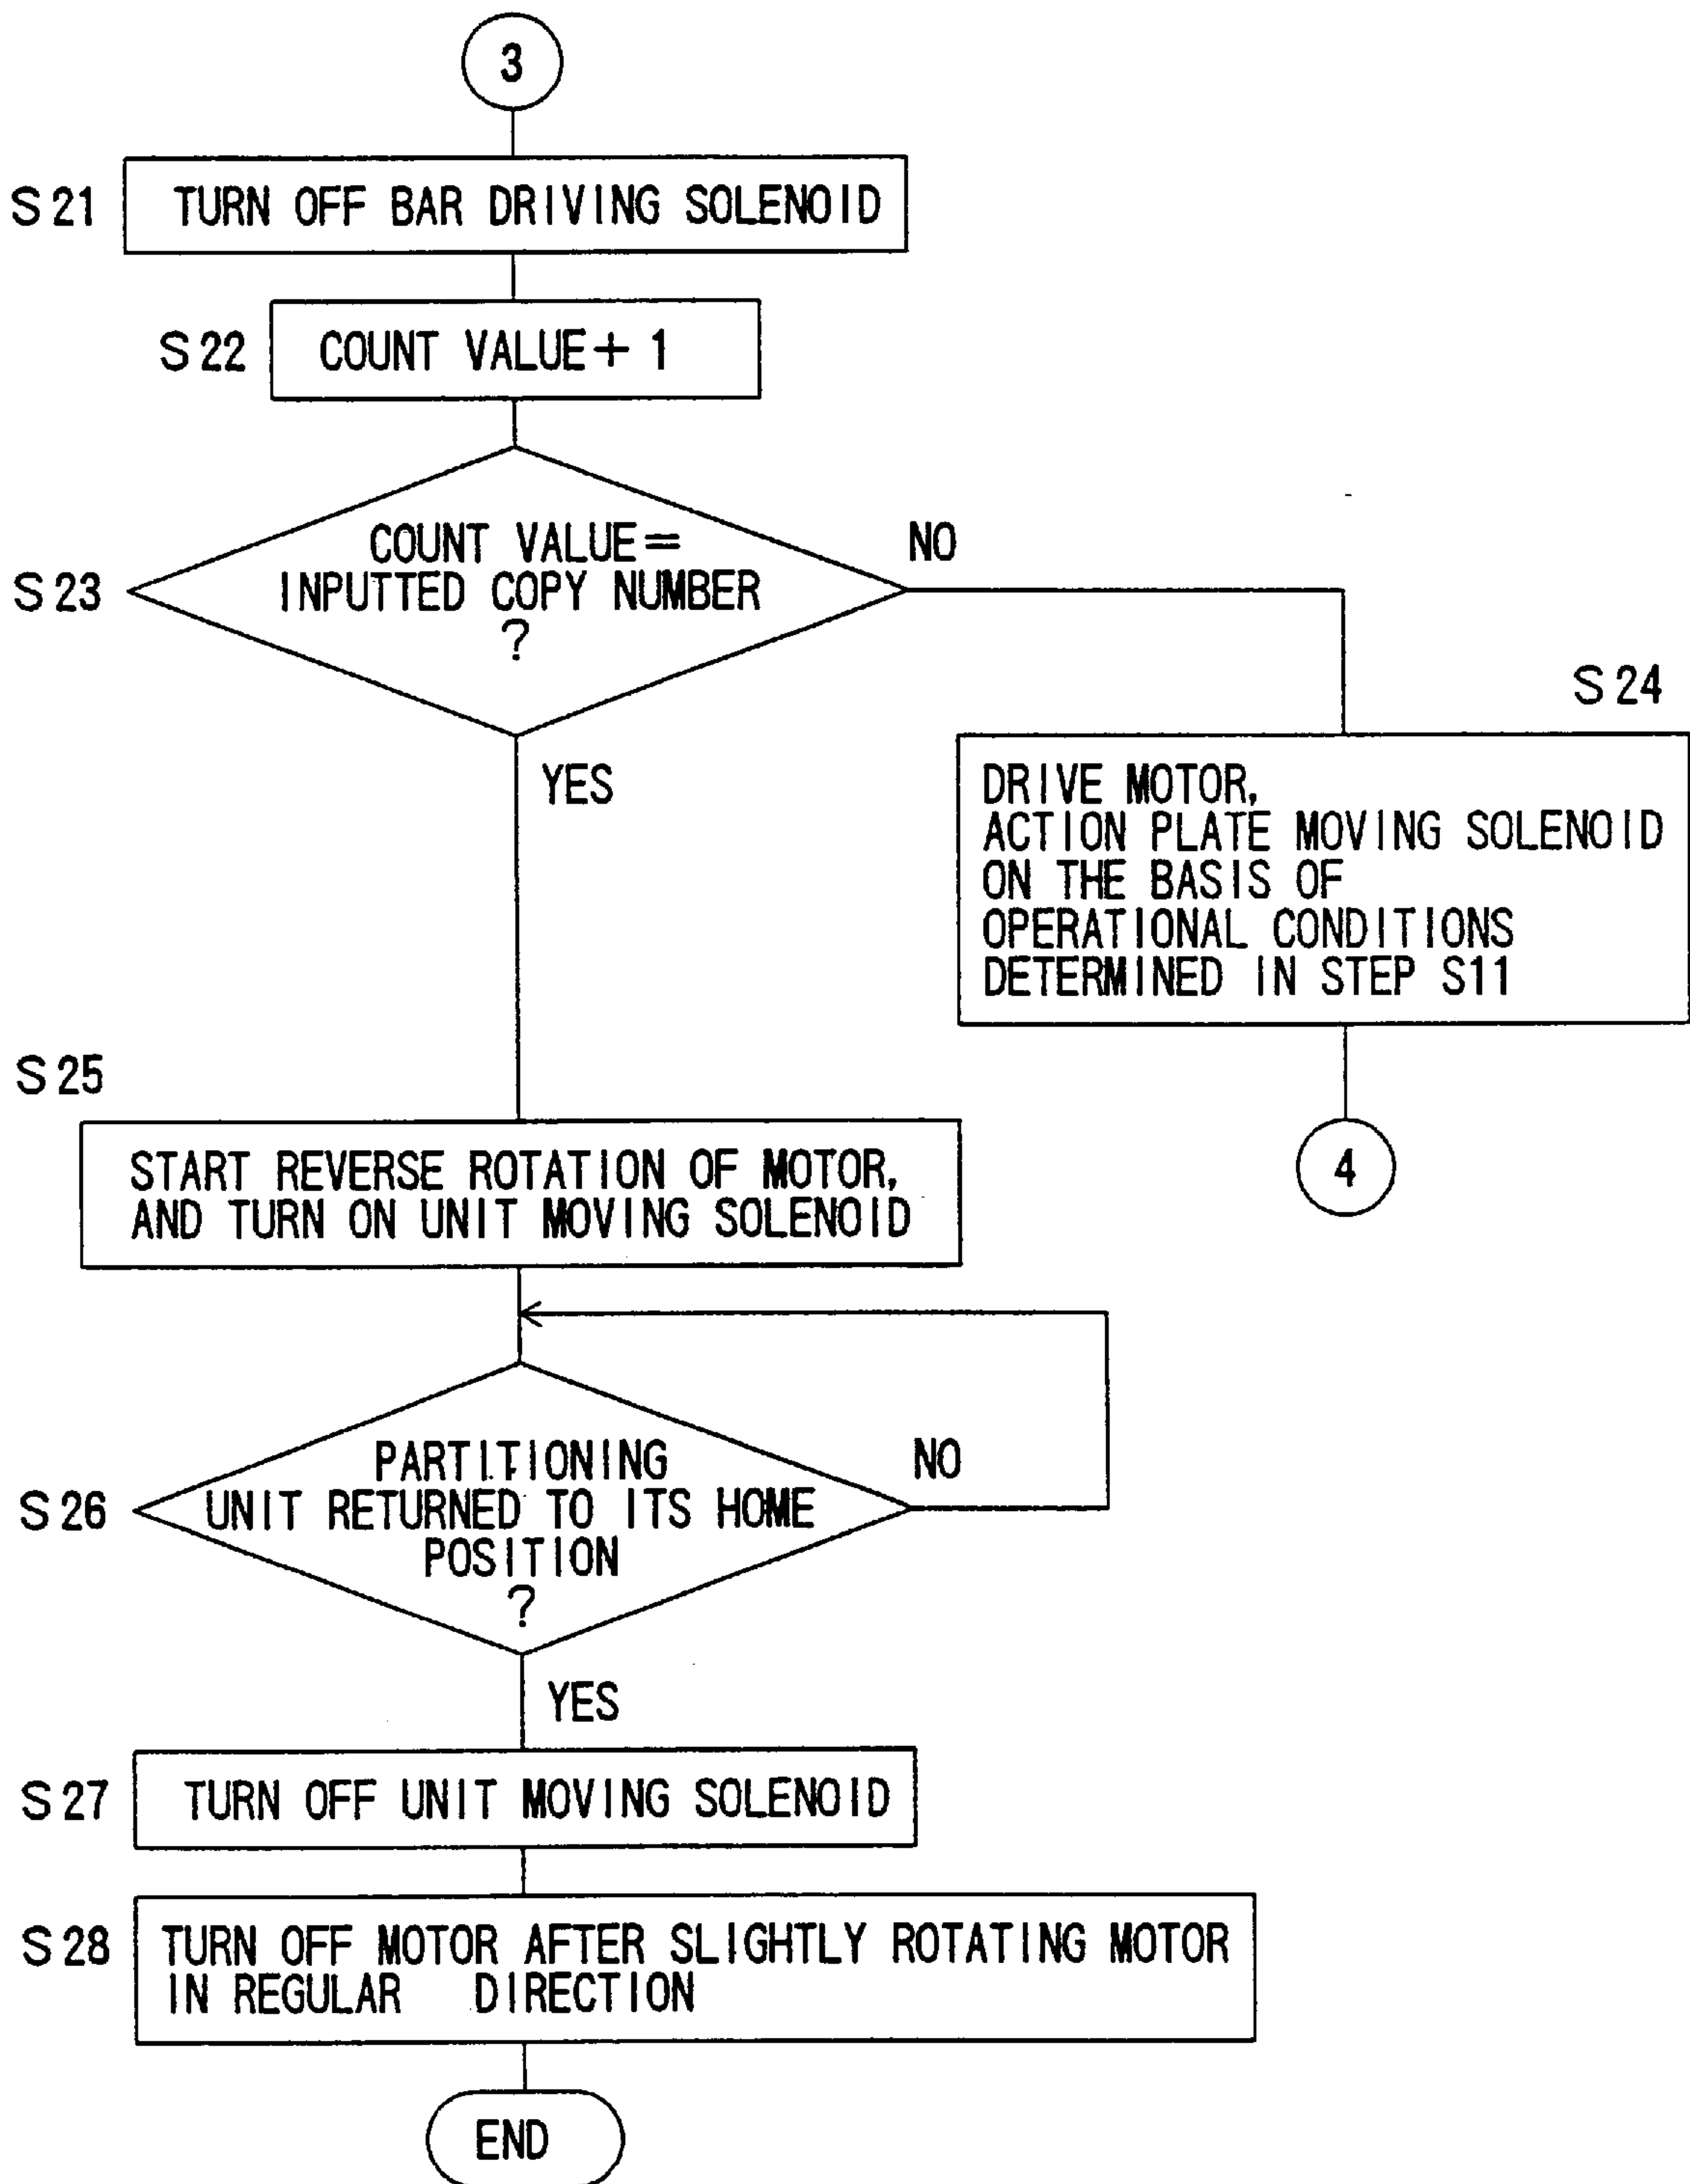 3
S21
TURN OFF BAR DRIVING SOLENOID
S22
COUNT VALUE+ 1
S23
COUNT VALUE=
INPUTTED COPY NUMBER
?
NO
YES
S24
DRIVE MOTOR,
ACTION PLATE MOVING SOLENOID
ON THE BASIS OF
OPERATIONAL CONDITIONS
DETERMINED IN STEP S11
4
S25
START REVERSE ROTATION OF MOTOR,
AND TURN ON UNIT MOVING SOLENOID
S26
PARTITIONING
UNIT RETURNED TO ITS HOME
POSITION
?
NO
YES
S27
TURN OFF UNIT MOVING SOLENOID
S28
TURN OFF MOTOR AFTER SLIGHTLY ROTATING MOTOR
IN REGULAR DIRECTION
END